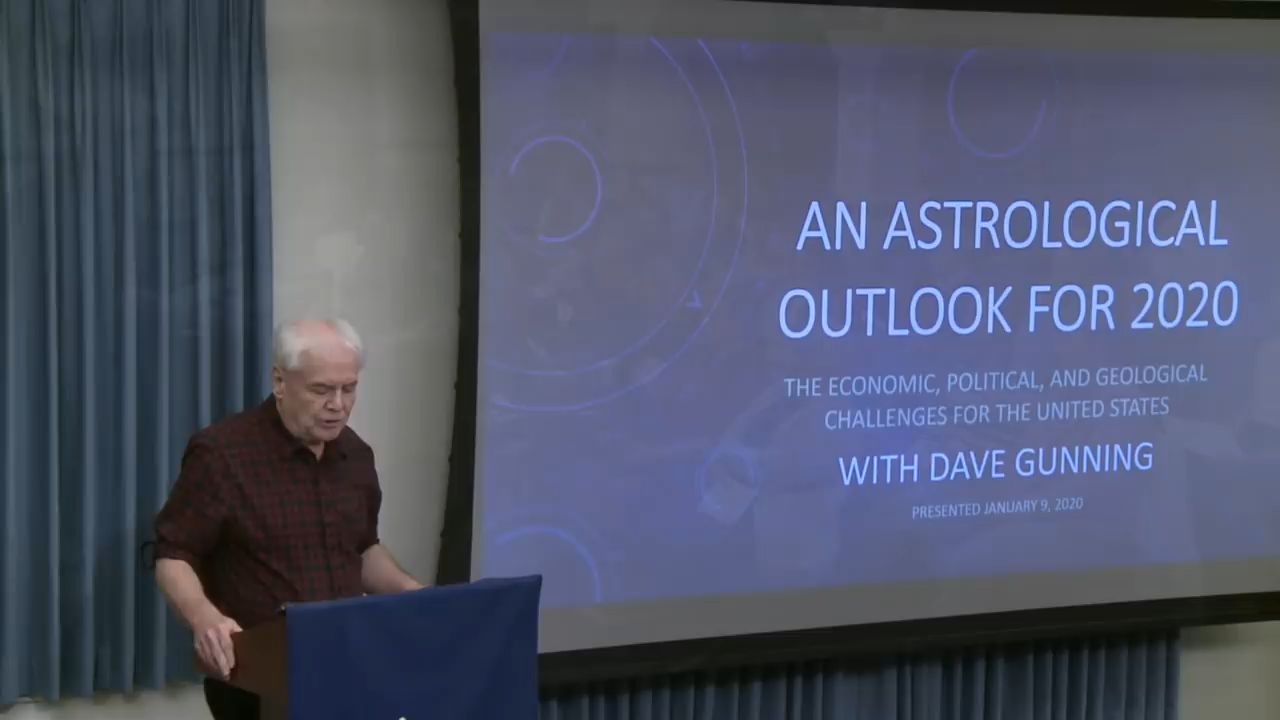 AN ASTROLOGICAL
OUTLOOK FOR 2020
THE ECONOMIC, POLITICAL, AND GEOLOGICAL
CHALLENGES FOR THE UNITED STATES
WITH DAVE GUNNING
PRESENTED JANUARY 9, 2020